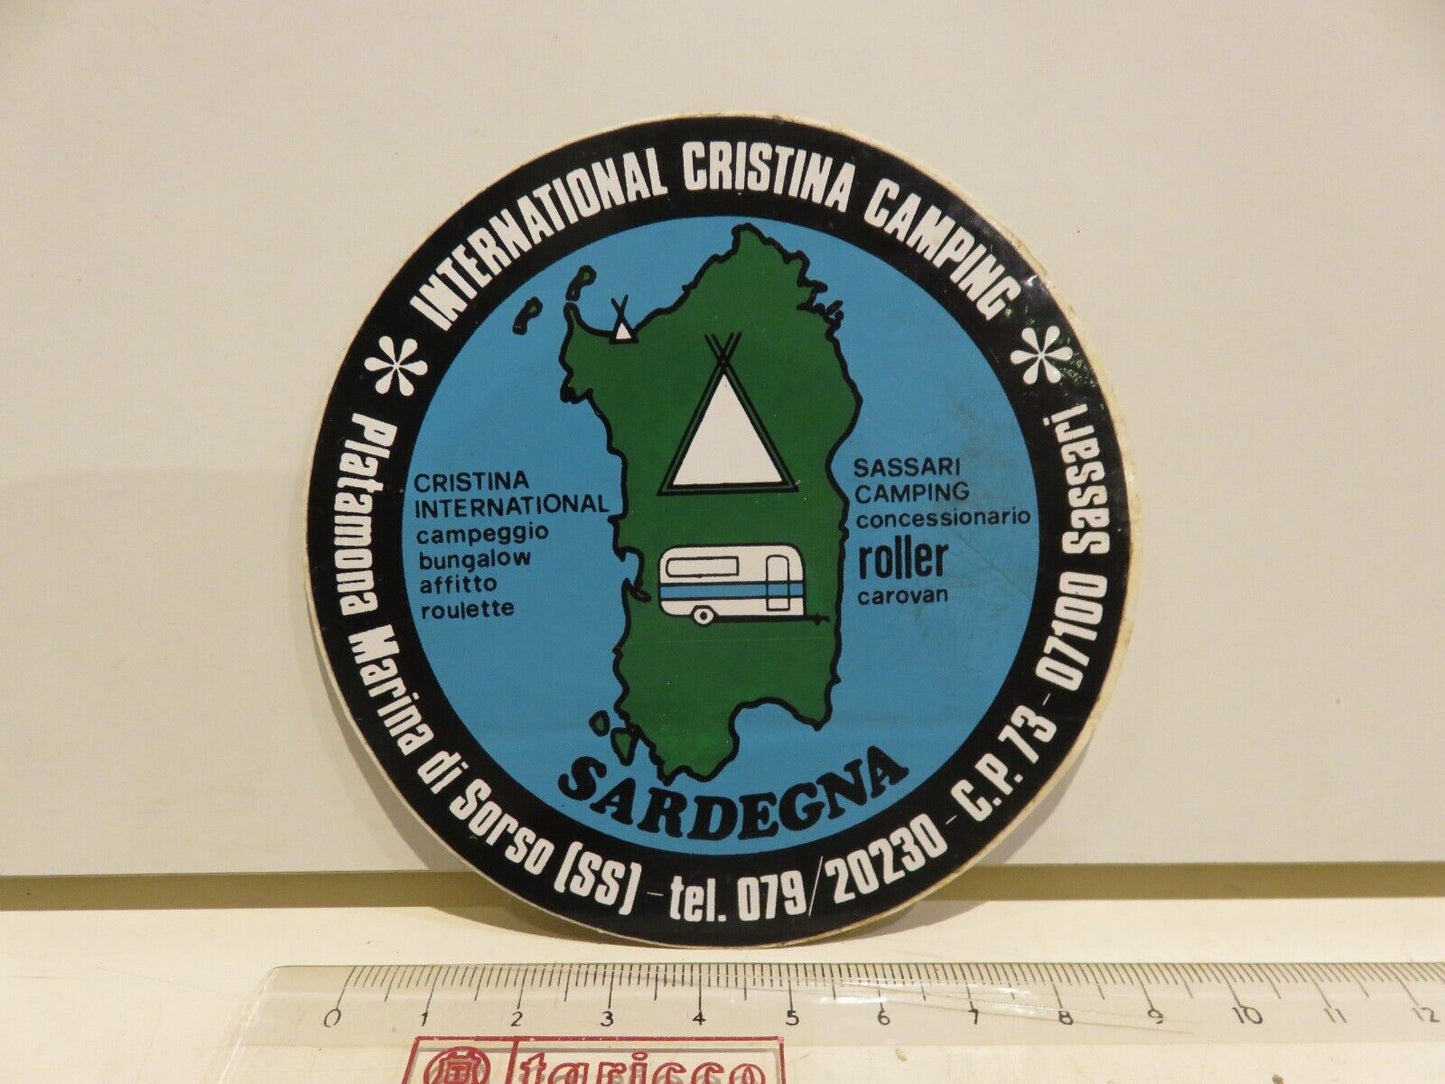 INTERNATIONAL CRISTINA CAMPING
Platamona Marina di Sorso (SS) - tel. 079/20230 - C.P. 73 - 07100 Sassari
CRISTINA
INTERNATIONAL
campeggio
bungalow
affitto
roulette
SASSARI
CAMPING
concessionario
roller
carovan
SARDEGNA
0 1 2 3 4 5 6 7 8 9 10 11 12
taricco